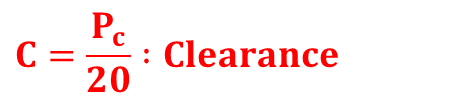 C = P_c/20 : Clearance